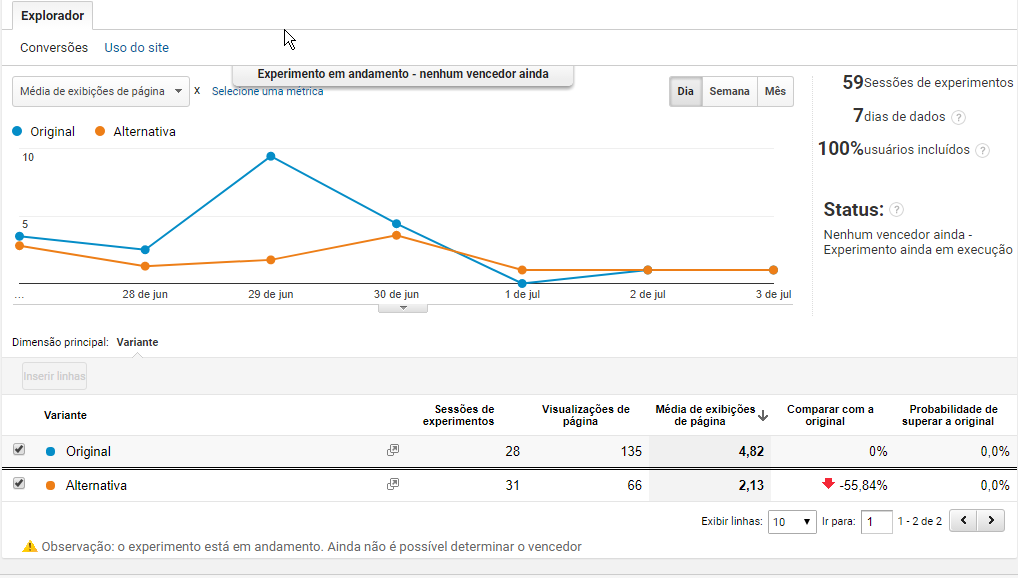 Explorador
Conversões Uso do site
Experimento em andamento - nenhum vencedor ainda
Média de exibições de página x Selecione uma métrica
Dia Semana Mês
Original Alternativa
10
5
... 28 de jun 29 de jun 30 de jun 1 de jul 2 de jul 3 de jul
59 Sessões de experimentos
7 dias de dados ?
100% usuários incluídos ?
Status: ?
Nenhum vencedor ainda -
Experimento ainda em execução
Dimensão principal: Variante
Inserir linhas
Variante
Sessões de
experimentos
Visualizações de
página
Média de exibições
de página
Comparar com a
original
Probabilidade de
superar a original
Original 28 135 4,82 0% 0,0%
Alternativa 31 66 2,13 -55,84% 0,0%
Exibir linhas: 10 Ir para: 1 1 - 2 de 2
Observação: o experimento está em andamento. Ainda não é possível determinar o vencedor